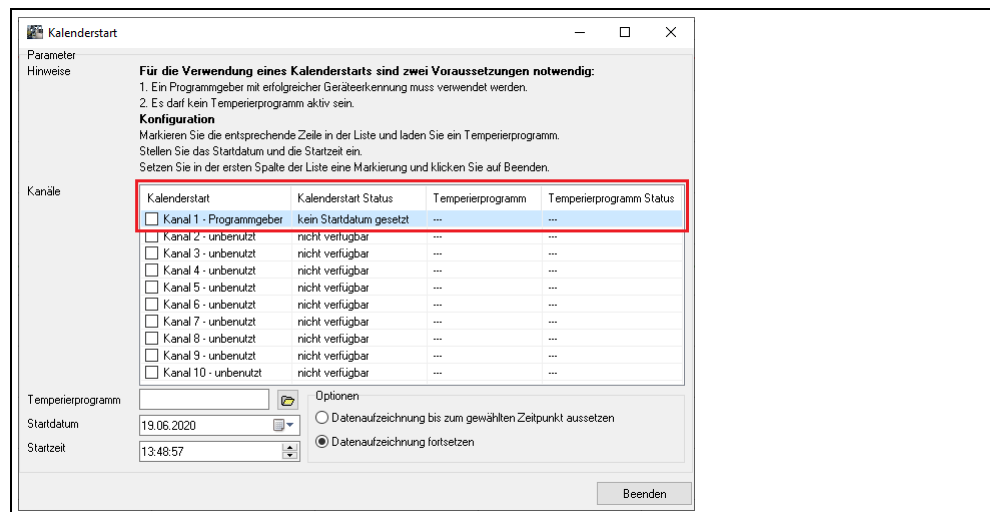 Kalenderstart
Parameter
Hinweise
Für die Verwendung eines Kalenderstarts sind zwei Voraussetzungen notwendig:
1. Ein Programmgeber mit erfolgreicher Geräteerkennung muss verwendet werden.
2. Es darf kein Temperierprogramm aktiv sein.
Konfiguration
Markieren Sie die entsprechende Zeile in der Liste und laden Sie ein Temperierprogramm.
Stellen Sie das Startdatum und die Startzeit ein.
Setzen Sie in der ersten Spalte der Liste eine Markierung und klicken Sie auf Beenden.
Kanäle
Kalenderstart Kalenderstart Status Temperierprogramm Temperierprogramm Status
Kanal 1 - Programmgeber kein Startdatum gesetzt --- ---
Kanal 2 - unbenutzt nicht verfügbar --- ---
Kanal 3 - unbenutzt nicht verfügbar --- ---
Kanal 4 - unbenutzt nicht verfügbar --- ---
Kanal 5 - unbenutzt nicht verfügbar --- ---
Kanal 6 - unbenutzt nicht verfügbar --- ---
Kanal 7 - unbenutzt nicht verfügbar --- ---
Kanal 8 - unbenutzt nicht verfügbar --- ---
Kanal 9 - unbenutzt nicht verfügbar --- ---
Kanal 10 - unbenutzt nicht verfügbar --- ---
Temperierprogramm
Startdatum 19.06.2020
Startzeit 13:48:57
Optionen
Datenaufzeichnung bis zum gewählten Zeitpunkt aussetzen
Datenaufzeichnung fortsetzen
Beenden